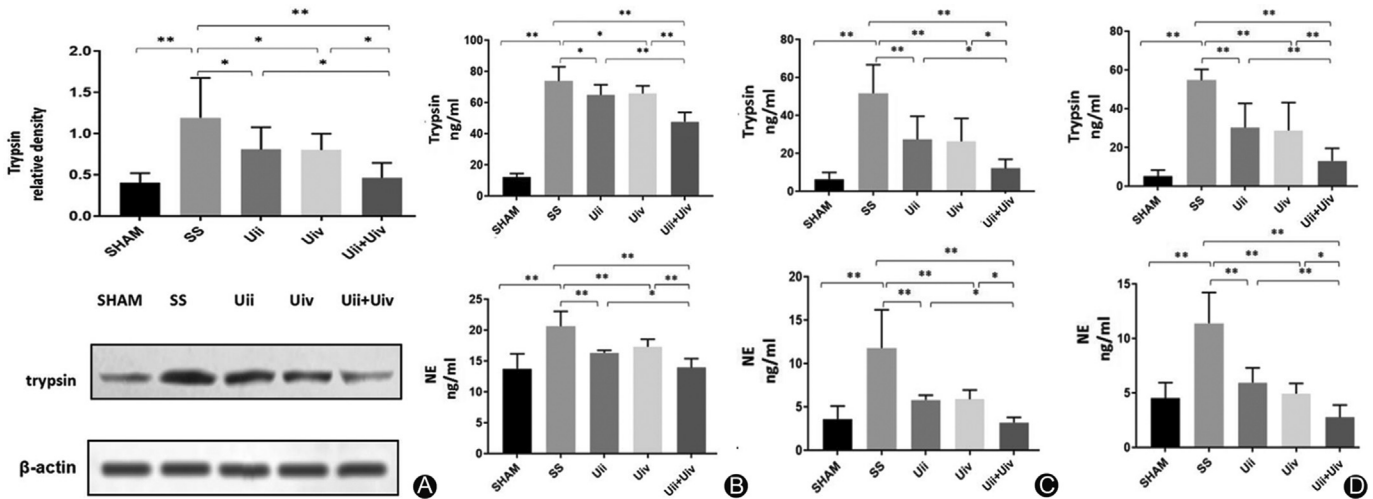 **
** * *
* *
Trypsin
relative density
2.0
1.5
1.0
0.5
0.0
SHAM SS Uii Uiv Uii+Uiv
SHAM SS Uii Uiv Uii+Uiv
trypsin
β-actin
A
**
** * **
* **
Trypsin
ng/ml
100
80
60
40
20
0
SHAM SS Uii Uiv Uii+Uiv
**
** ** **
** *
NE
ng/ml
25
20
15
10
5
0
SHAM SS Uii Uiv Uii+Uiv
B
**
** ** *
** *
Trypsin
ng/ml
80
60
40
20
0
SHAM SS Uii Uiv Uii+Uiv
**
** ** *
** *
NE
ng/ml
20
15
10
5
0
SHAM SS Uii Uiv Uii+Uiv
C
**
** ** **
** **
Trypsin
ng/ml
80
60
40
20
0
SHAM SS Uii Uiv Uii+Uiv
**
** ** *
** **
NE
ng/ml
15
10
5
0
SHAM SS Uii Uiv Uii+Uiv
D